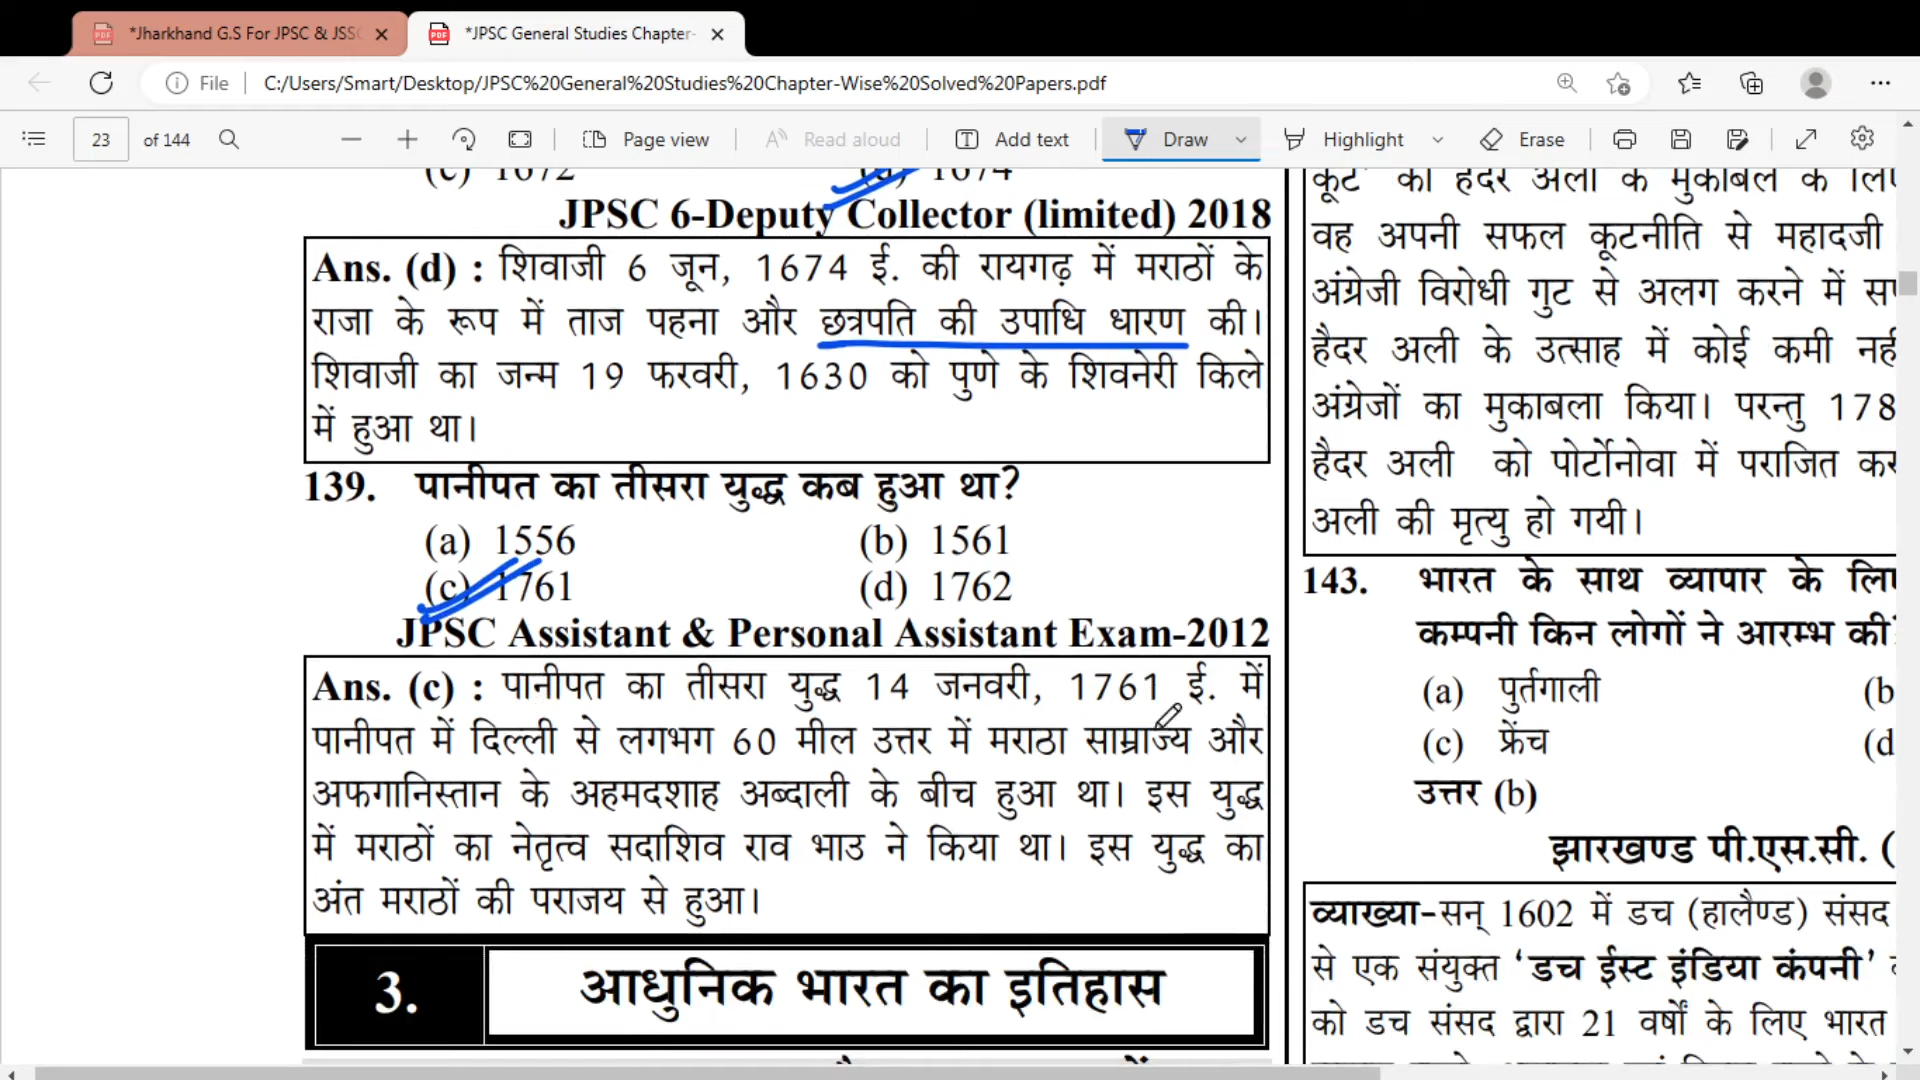 *Jharkhand G.S For JPSC & JSSC
*JPSC General Studies Chapter-
File
C:/Users/Smart/Desktop/JPSC%20General%20Studies%20Chapter-Wise%20Solved%20Papers.pdf
23 of 144
Page view
Read aloud
Add text
Draw
Highlight
Erase
(c) 1672 (d) 1674
JPSC 6-Deputy Collector (limited) 2018
Ans. (d) : शिवाजी 6 जून, 1674 ई. की रायगढ़ में मराठों के
राजा के रूप में ताज पहना और छत्रपति की उपाधि धारण की।
शिवाजी का जन्म 19 फरवरी, 1630 को पुणे के शिवनेरी किले
में हुआ था।
139. पानीपत का तीसरा युद्ध कब हुआ था?
(a) 1556 (b) 1561
(c) 1761 (d) 1762
JPSC Assistant & Personal Assistant Exam-2012
Ans. (c) : पानीपत का तीसरा युद्ध 14 जनवरी, 1761 ई. में
पानीपत में दिल्ली से लगभग 60 मील उत्तर में मराठा साम्राज्य और
अफगानिस्तान के अहमदशाह अब्दाली के बीच हुआ था। इस युद्ध
में मराठों का नेतृत्व सदाशिव राव भाउ ने किया था। इस युद्ध का
अंत मराठों की पराजय से हुआ।
3. आधुनिक भारत का इतिहास
कूट' को हैदर अली के मुकाबले के
वह अपनी सफल कूटनीति से महादजी
अंग्रेजी विरोधी गुट से अलग करने में
हैदर अली के उत्साह में कोई कमी
अंग्रेजों का मुकाबला किया। परन्तु 178
हैदर अली को पोर्टोनोवा में पराजित
अली की मृत्यु हो गयी।
143. भारत के साथ व्यापार के
कम्पनी किन लोगों ने आरम्भ की?
(a) पुर्तगाली (b
(c) फ्रेंच (d
उत्तर (b)
झारखण्ड पी.एस.सी. (
व्याख्या-सन् 1602 में डच (हालैण्ड) संसद
से एक संयुक्त 'डच ईस्ट इंडिया कंपनी'
को डच संसद द्वारा 21 वर्षों के लिए भारत